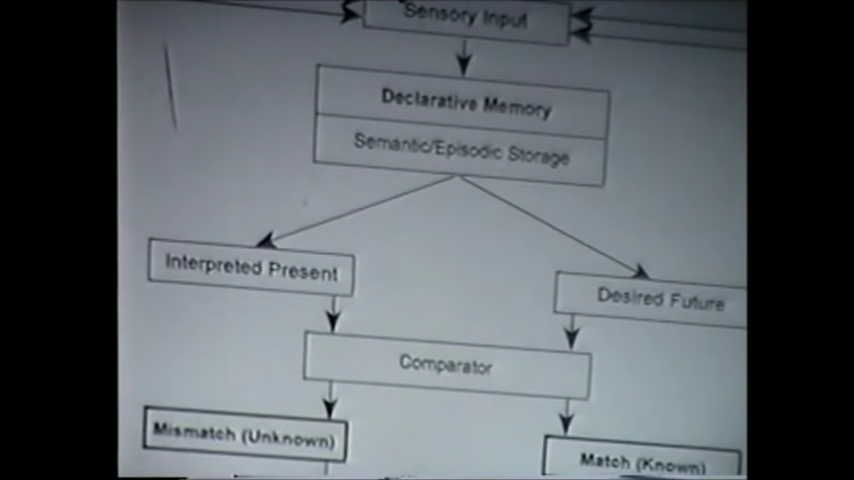 Sensory Input
Declarative Memory
Semantic/Episodic Storage
Interpreted Present
Desired Future
Comparator
Mismatch (Unknown)
Match (Known)